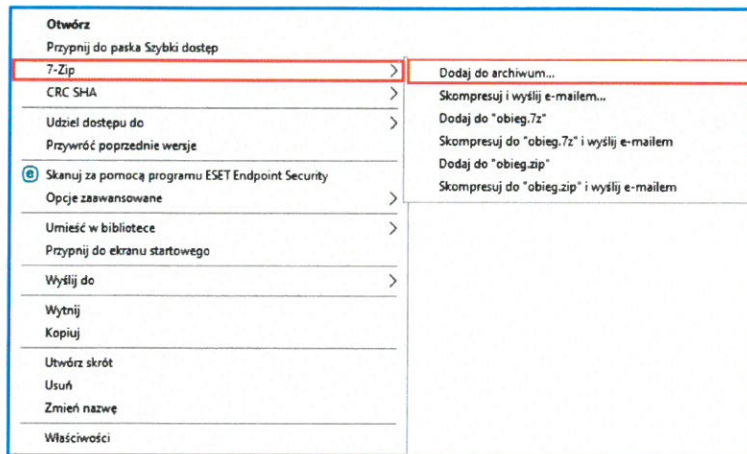 Otwórz
Przypnij do paska Szybki dostęp
7-Zip
CRC SHA
Udziel dostępu do
Przywróć poprzednie wersje
Skanuj za pomocą programu ESET Endpoint Security
Opcje zaawansowane
Umieść w bibliotece
Przypnij do ekranu startowego
Wyślij do
Wytnij
Kopiuj
Utwórz skrót
Usuń
Zmień nazwę
Właściwości
Dodaj do archiwum...
Skompresuj i wyślij e-mailem...
Dodaj do "obieg.7z"
Skompresuj do "obieg.7z" i wyślij e-mailem
Dodaj do "obieg.zip"
Skompresuj do "obieg.zip" i wyślij e-mailem